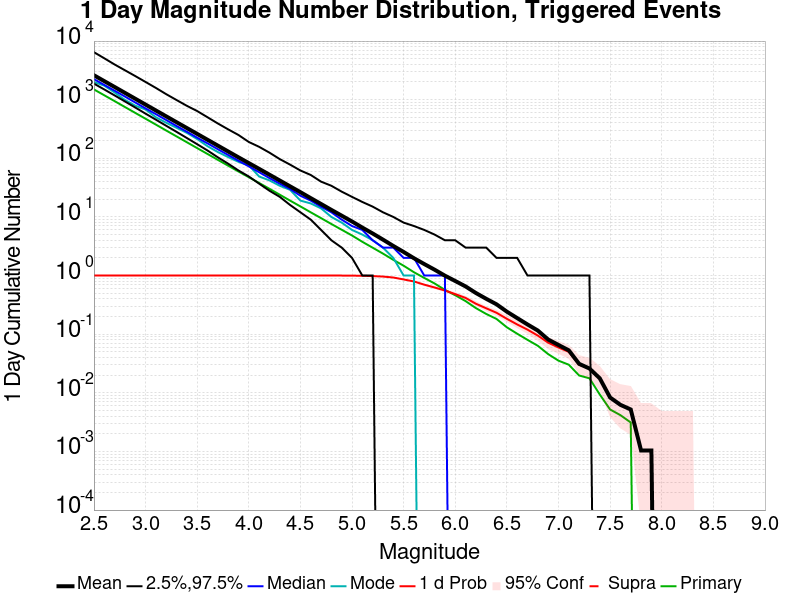 1 Day Magnitude Number Distribution, Triggered Events
1 Day Cumulative Number
10^4
10^3
10^2
10^1
10^0
10^-1
10^-2
10^-3
10^-4
2.5 3.0 3.5 4.0 4.5 5.0 5.5 6.0 6.5 7.0 7.5 8.0 8.5 9.0
Magnitude
Mean 2.5%,97.5% Median Mode 1 d Prob 95% Conf Supra Primary